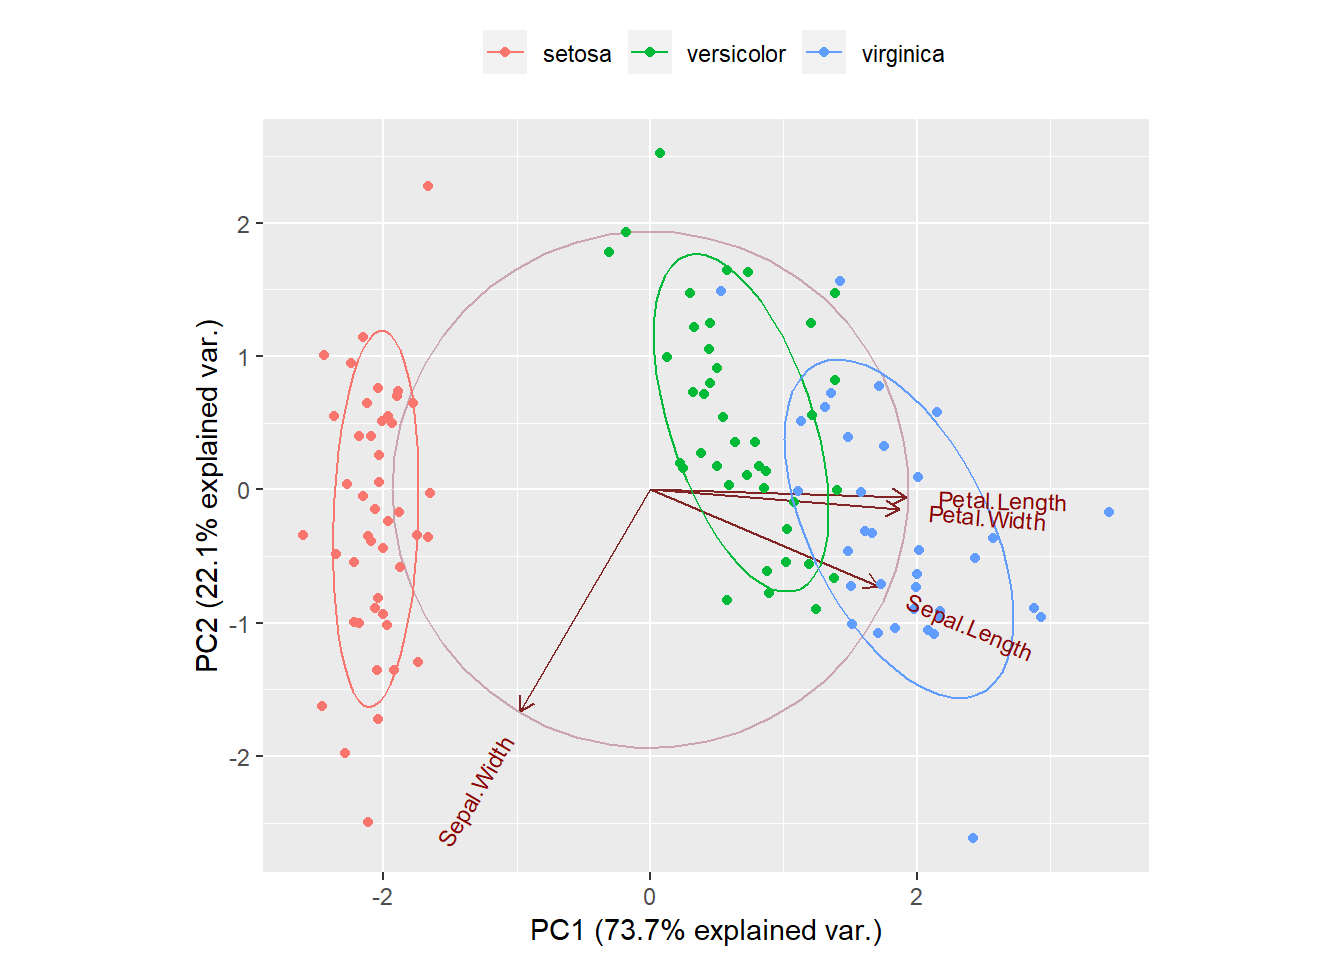 setosa versicolor virginica
PC2 (22.1% explained var.)
2
1
0
-1
-2
Petal.Length
Petal.Width
Sepal.Length
Sepal.Width
-2 0 2
PC1 (73.7% explained var.)